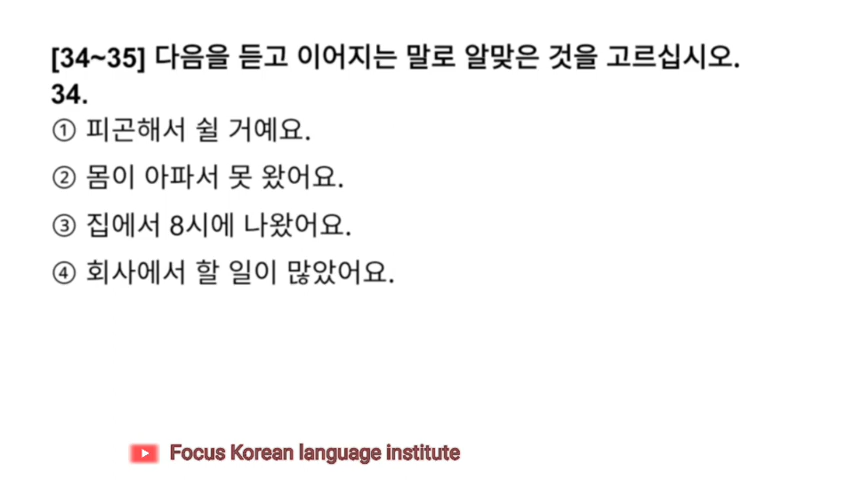 [34~35] 다음을 듣고 이어지는 말로 알맞은 것을 고르십시오.
34.
① 피곤해서 쉴 거예요.
② 몸이 아파서 못 왔어요.
③ 집에서 8시에 나왔어요.
④ 회사에서 할 일이 많았어요.
Focus Korean language institute